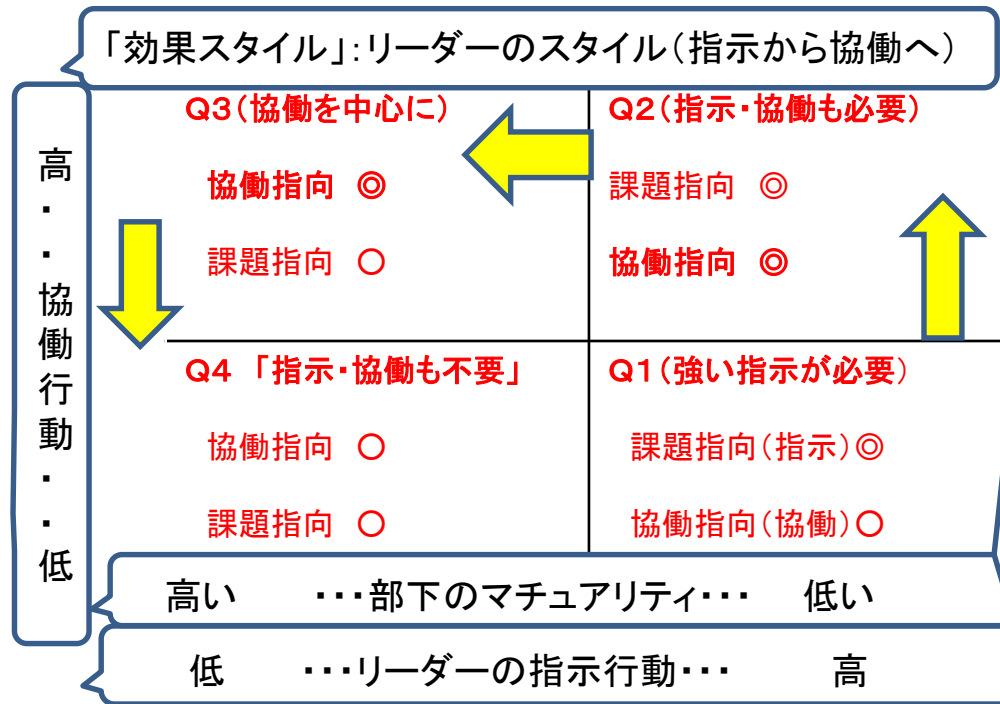 「効果スタイル」:リーダーのスタイル(指示から協働へ)
高・・協働行動・・低
Q3(協働を中心に)
協働指向 ◎
課題指向 ○
Q2(指示・協働も必要)
課題指向 ◎
協働指向 ◎
Q4 「指示・協働も不要」
協働指向 ○
課題指向 ○
Q1(強い指示が必要)
課題指向(指示)◎
協働指向(協働)○
高い ・・・部下のマチュアリティ・・・ 低い
低 ・・・リーダーの指示行動・・・ 高